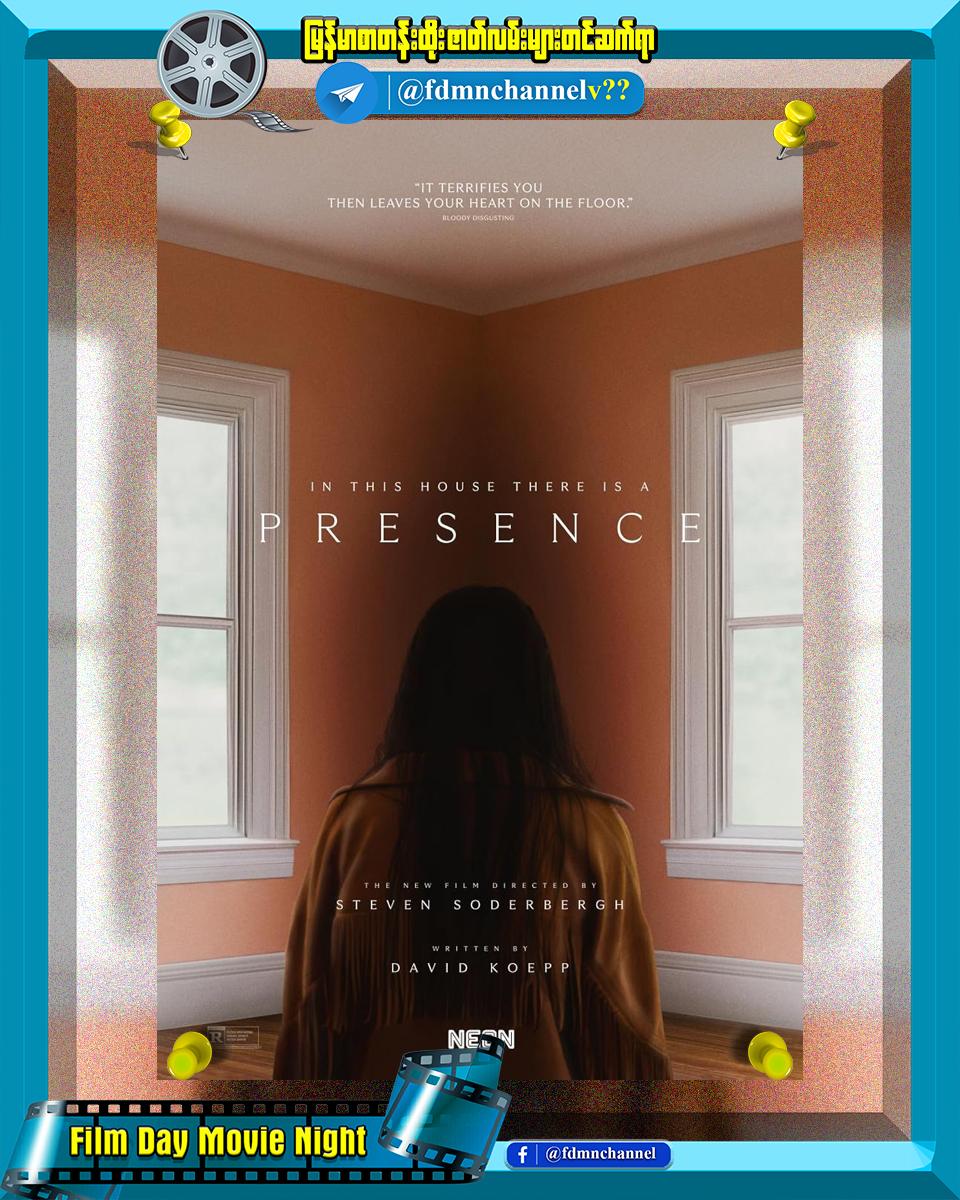 မြန်မာစာတန်းထိုးဇာတ်လမ်းများတင်ဆက်ရာ
@fdmnchannelv??
“IT TERRIFIES YOU
THEN LEAVES YOUR HEART ON THE FLOOR.”
BLOODY DISGUSTING
IN THIS HOUSE THERE IS A
PRESENCE
THE NEW FILM DIRECTED BY
STEVEN SODERBERGH
WRITTEN BY
DAVID KOEPP
R
NEON
Film Day Movie Night
@fdmnchannel